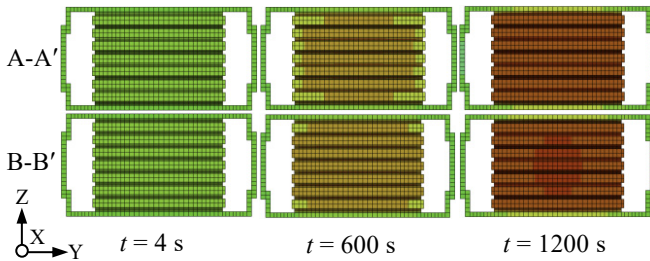 A-A′
B-B′
Z
X
Y
t = 4 s
t = 600 s
t = 1200 s